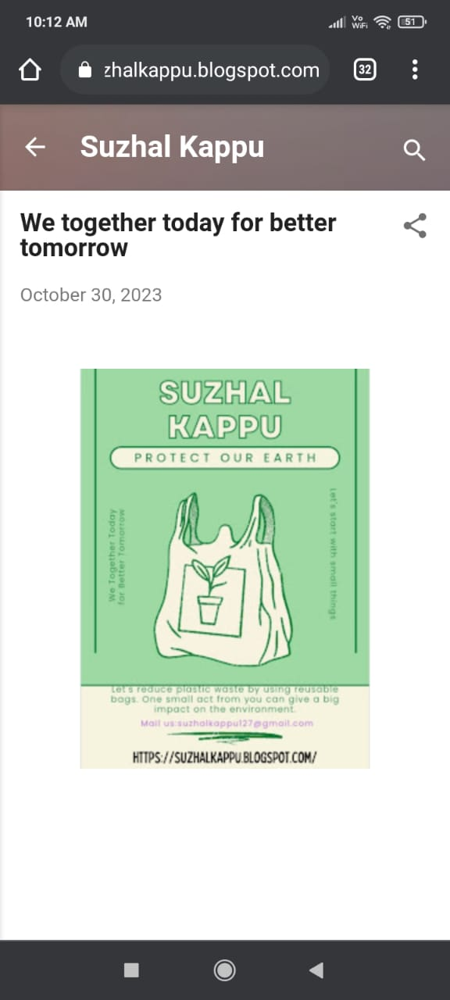 10:12 AM
Vo
WiFi
51
zhalkappu.blogspot.com
32
Suzhal Kappu
We together today for better
tomorrow
October 30, 2023
SUZHAL
KAPPU
PROTECT OUR EARTH
We Together Today
for Better Tomorrow
Let's start with small things
Let's reduce plastic waste by using reusable
bags. One small act from you can give a big
impact on the environment.
Mail us:suzhalkappu127@gmail.com
HTTPS://SUZHALKAPPU.BLOGSPOT.COM/